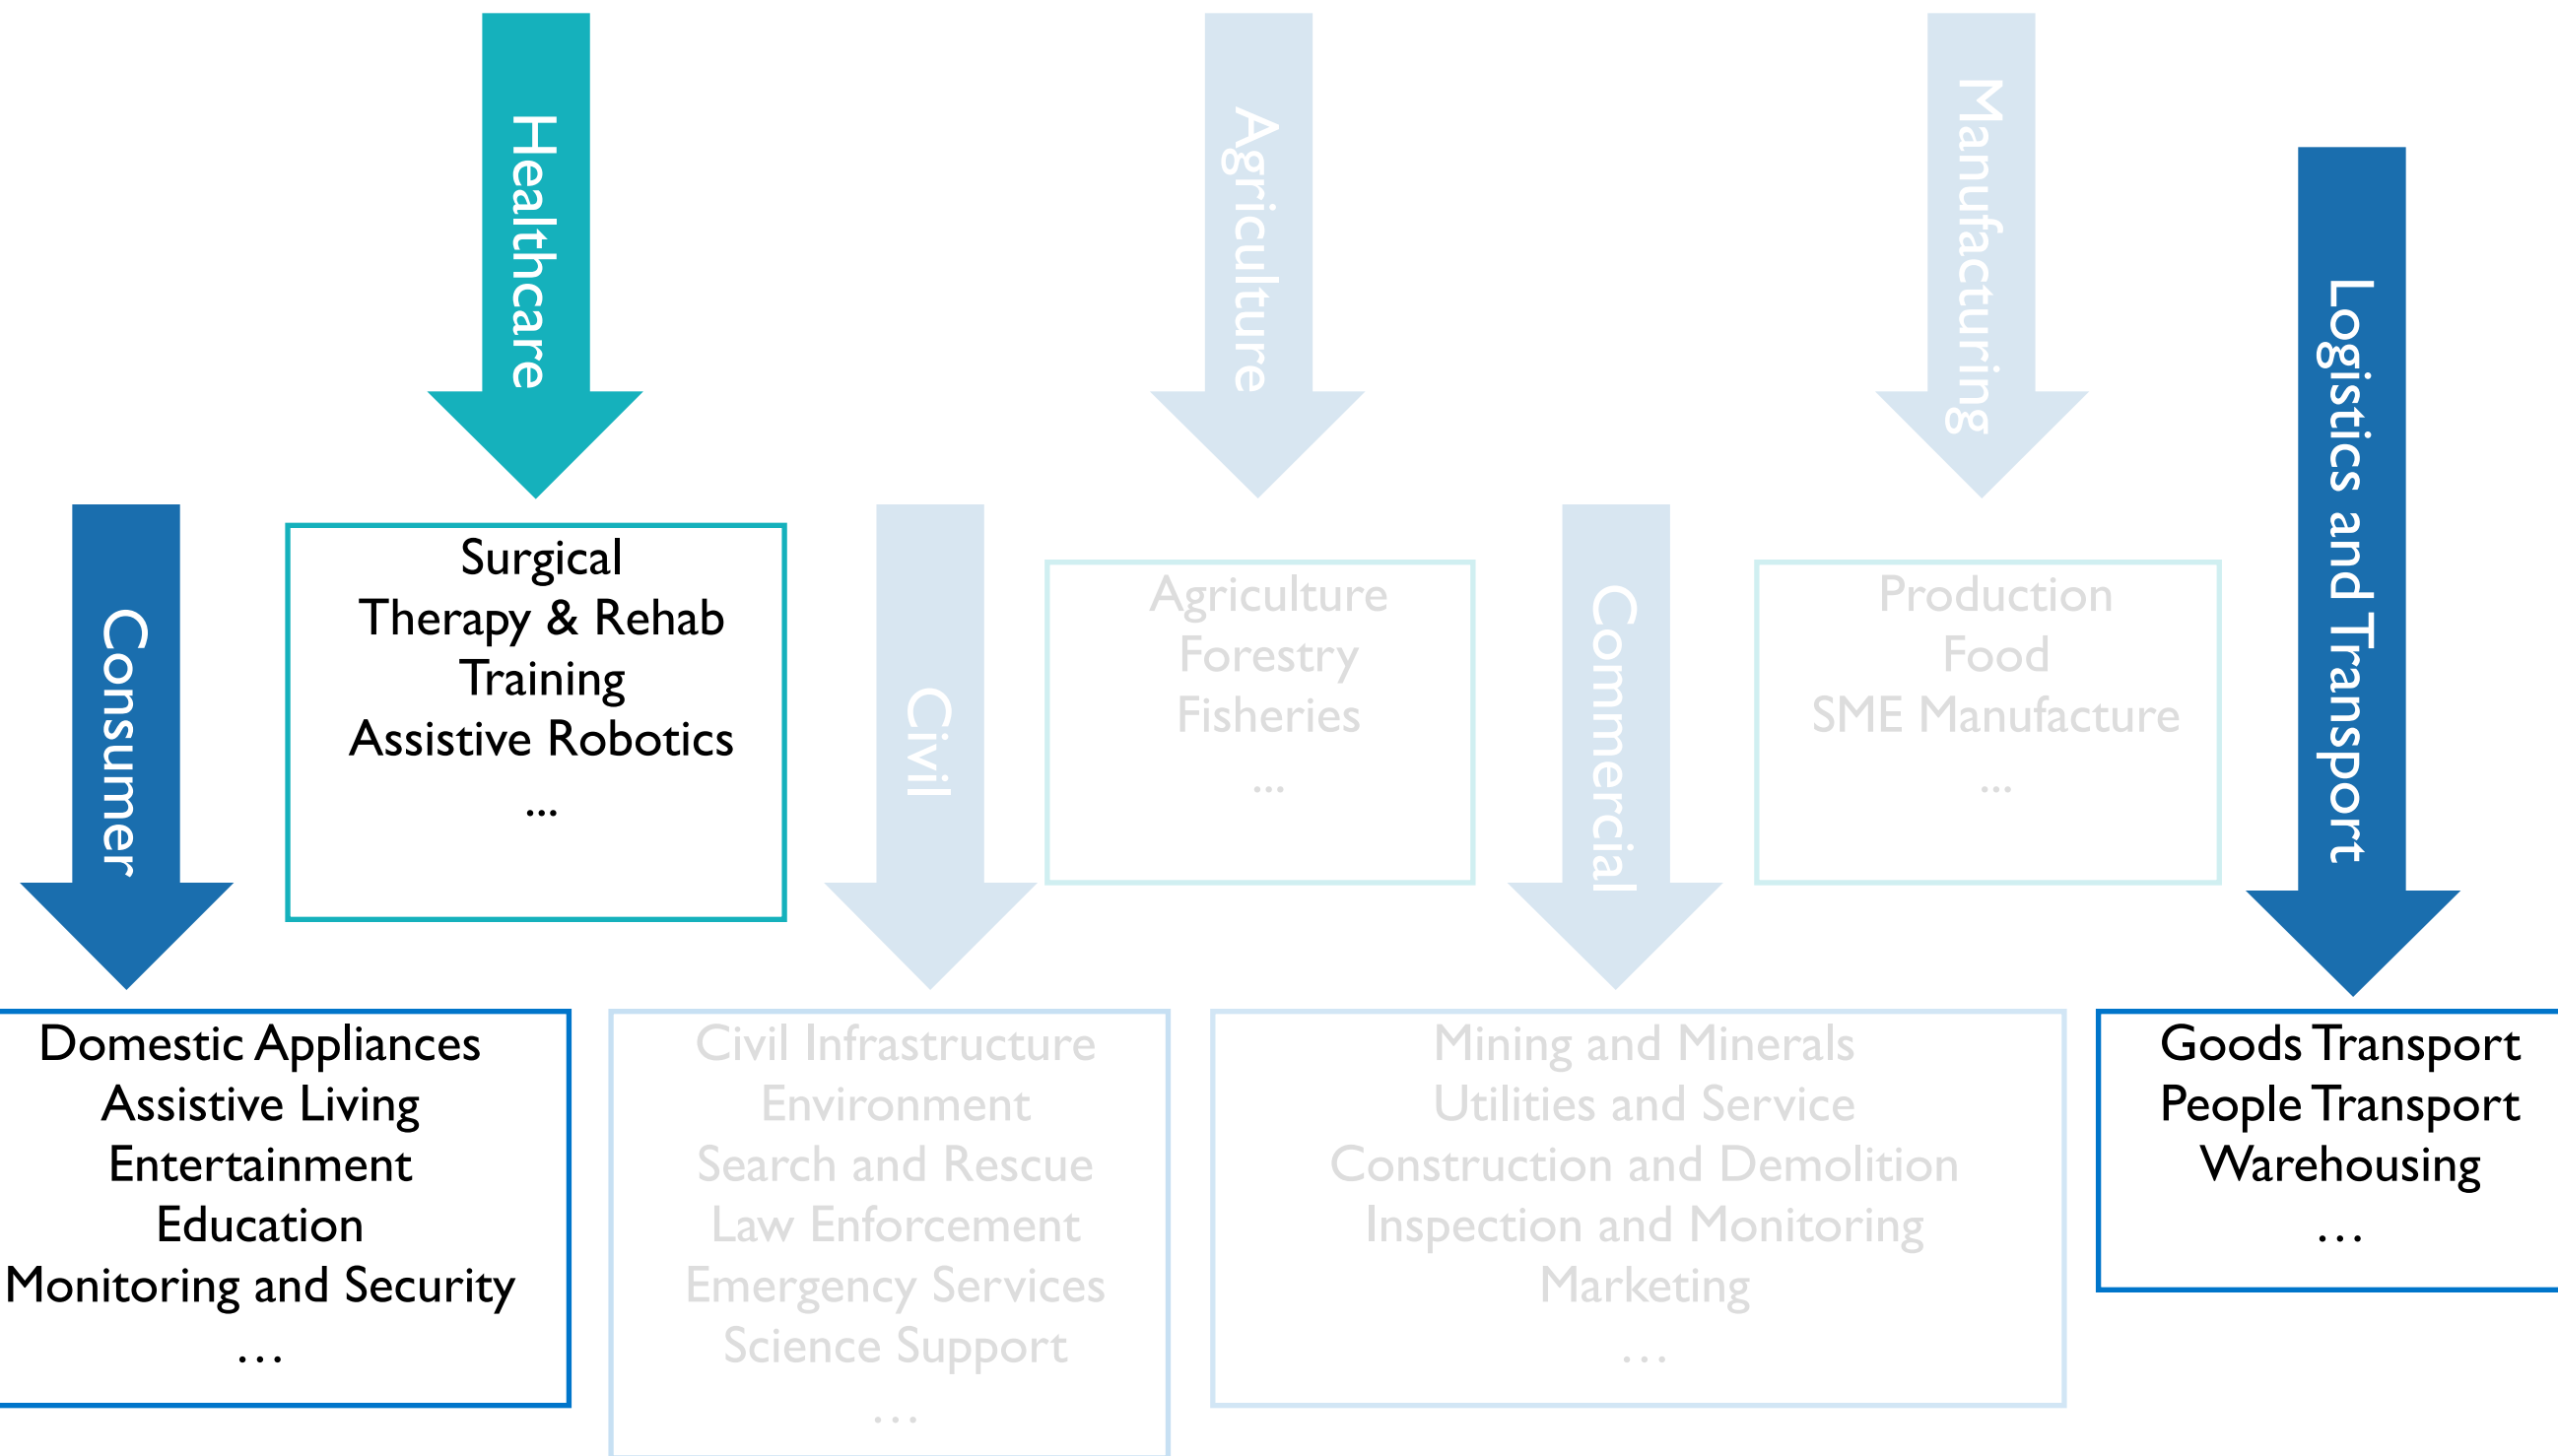 Healthcare
Surgical
Therapy & Rehab
Training
Assistive Robotics
...
Agriculture
Agriculture
Forestry
Fisheries
...
Manufacturing
Production
Food
SME Manufacture
...
Consumer
Domestic Appliances
Assistive Living
Entertainment
Education
Monitoring and Security
...
Civil
Civil Infrastructure
Environment
Search and Rescue
Law Enforcement
Emergency Services
Science Support
...
Commercial
Mining and Minerals
Utilities and Service
Construction and Demolition
Inspection and Monitoring
Marketing
...
Logistics and Transport
Goods Transport
People Transport
Warehousing
...